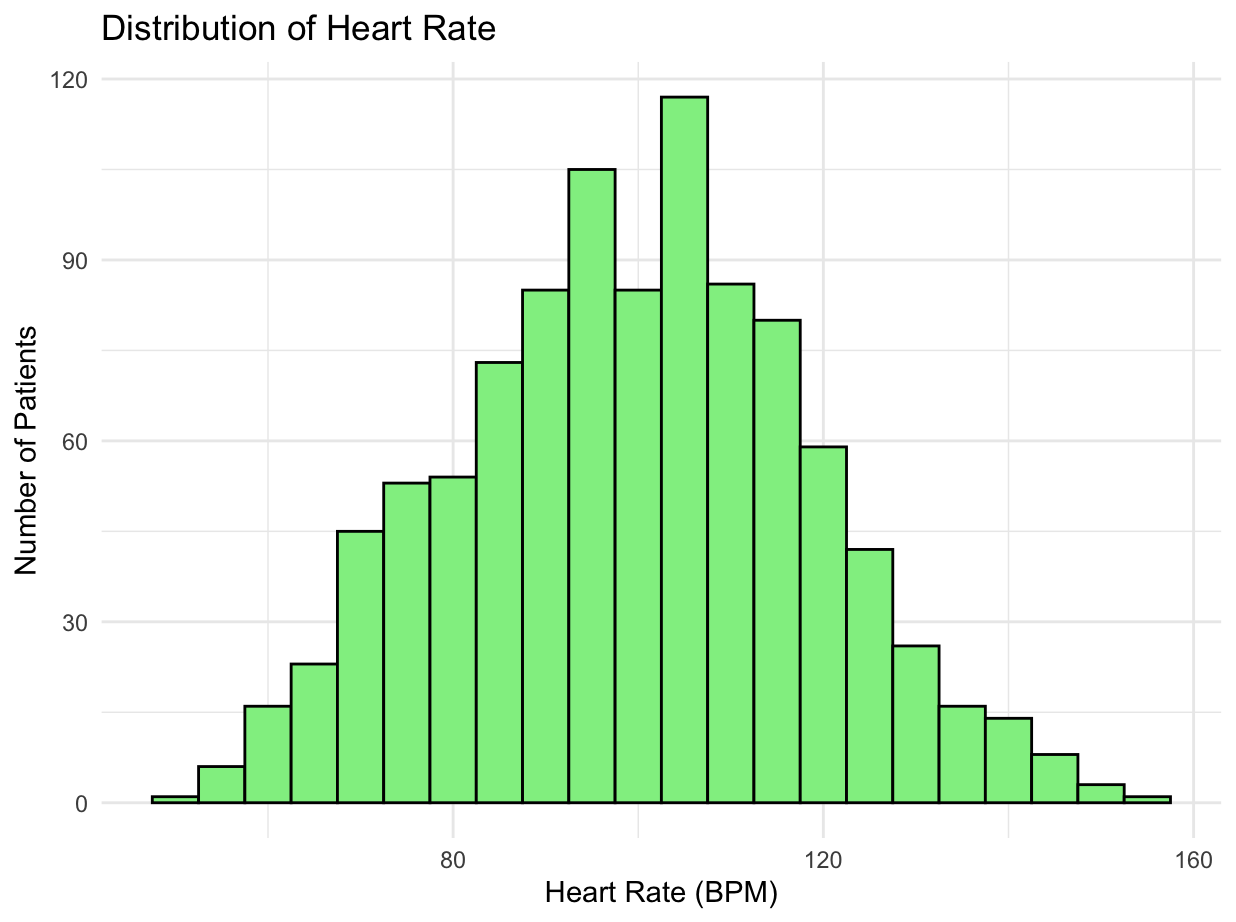 Distribution of Heart Rate
120
90
60
30
0
Number of Patients
80
120
160
Heart Rate (BPM)